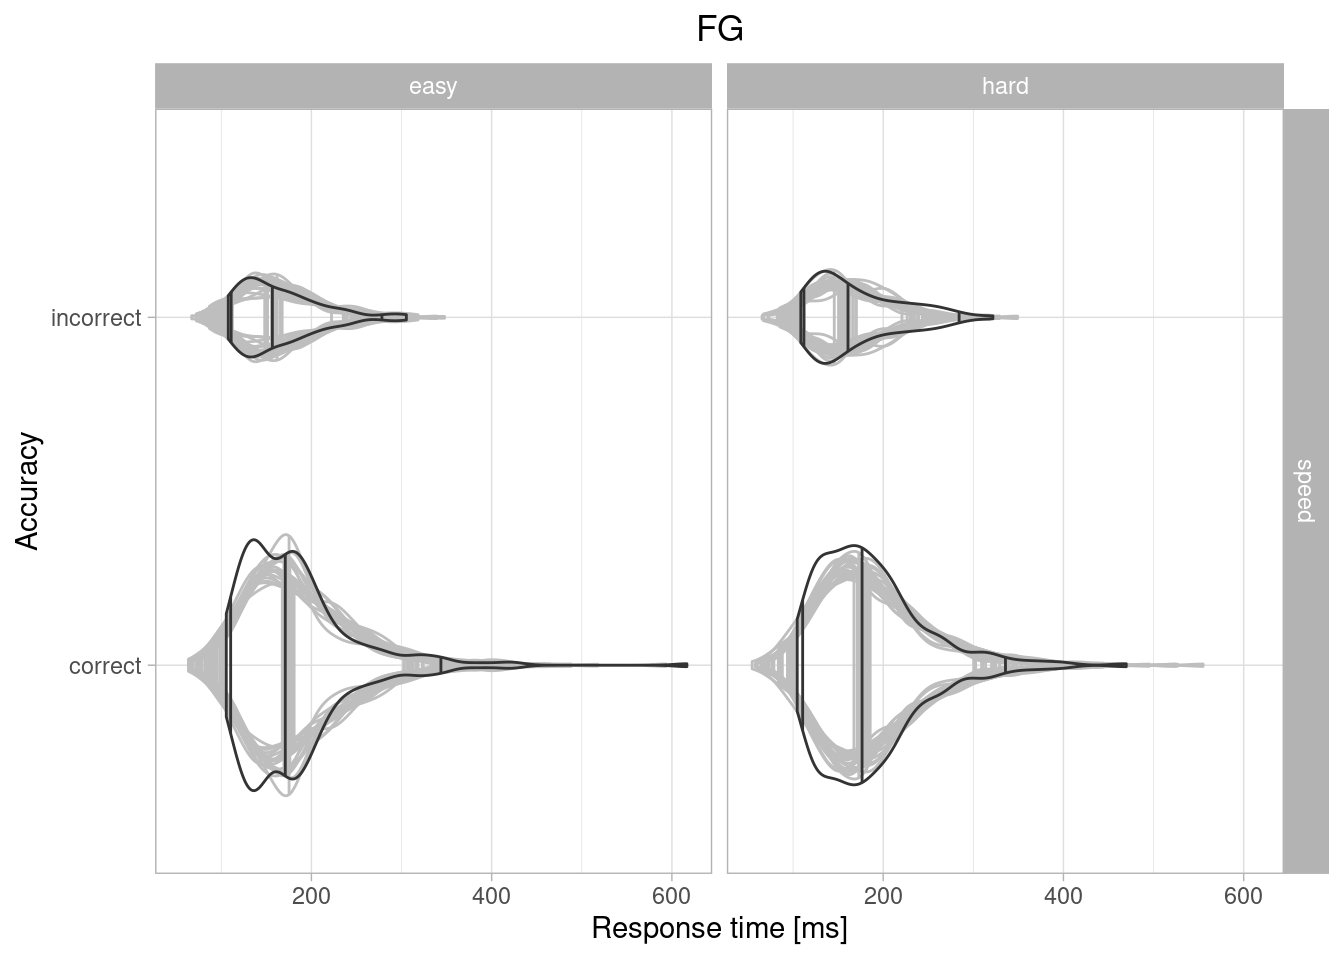 FG
easy
hard
speed
Accuracy
incorrect
correct
200
400
600
200
400
600
Response time [ms]